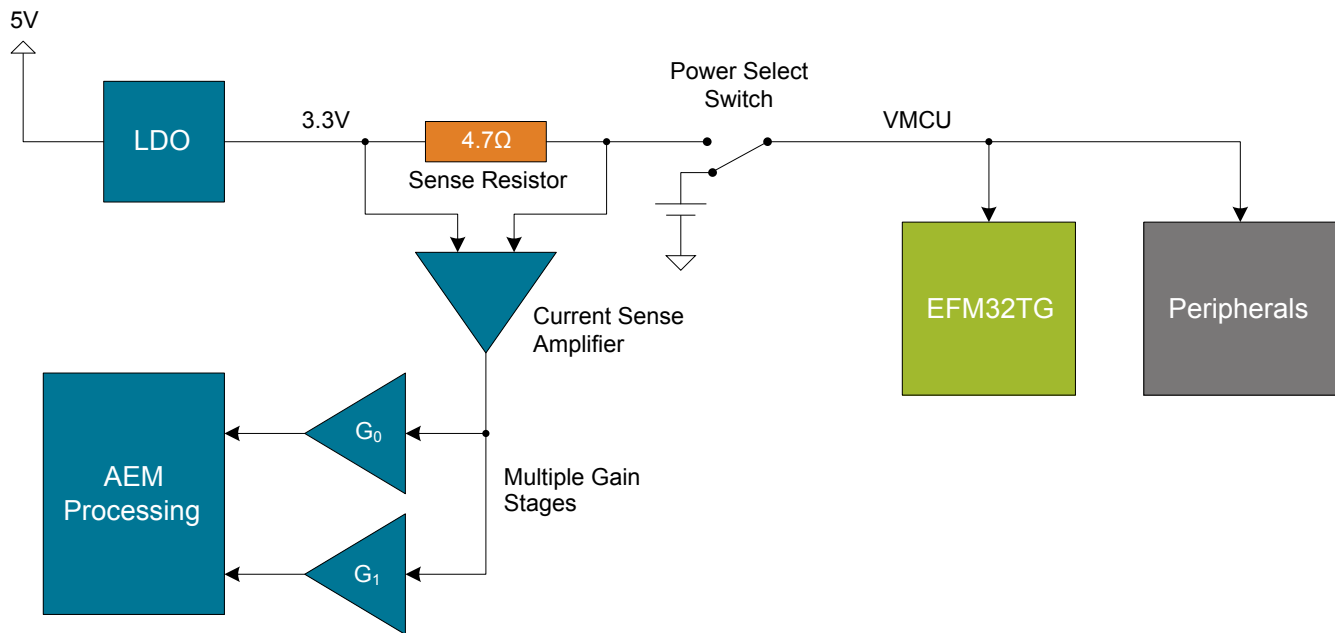 5V
LDO
3.3V
4.7Ω
Sense Resistor
Power Select
Switch
VMCU
EFM32TG
Peripherals
Current Sense
Amplifier
AEM
Processing
G₀
Multiple Gain
Stages
G₁